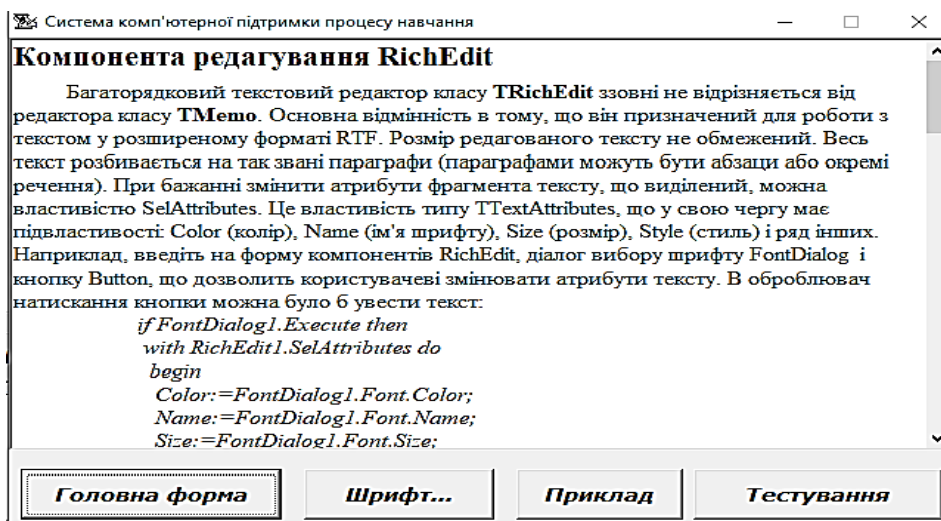 Система комп'ютерної підтримки процесу навчання
Компонента редагування RichEdit
Багаторядковий текстовий редактор класу TRichEdit ззовні не відрізняється від
редактора класу TMemo. Основна відмінність в тому, що він призначений для роботи з
текстом у розширеному форматі RTF. Розмір редагованого тексту не обмежений. Весь
текст розбивається на так звані параграфи (параграфами можуть бути абзаци або окремі
речення). При бажанні змінити атрибути фрагмента тексту, що виділений, можна
властивістю SelAttributes. Це властивість типу TTextAttributes, що у свою чергу має
підвластивості: Color (колір), Name (ім'я шрифту), Size (розмір), Style (стиль) і ряд інших.
Наприклад, введіть на форму компонентів RichEdit, діалог вибору шрифту FontDialog і
кнопку Button, що дозволить користувачеві змінювати атрибути тексту. В оброблювач
натискання кнопки можна було б увести текст:
if FontDialog1.Execute then
with RichEdit1.SelAttributes do
begin
Color:=FontDialog1.Font.Color;
Name:=FontDialog1.Font.Name;
Size:=FontDialog1.Font.Size;
Головна форма Шрифт... Приклад Тестування